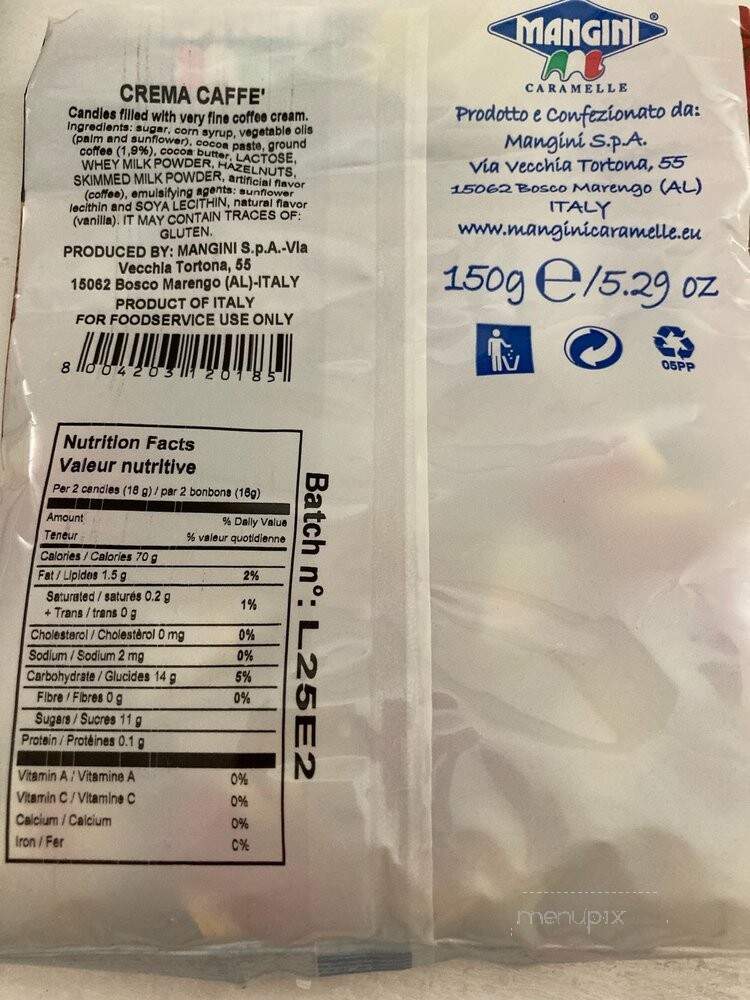 CREMA CAFFE'
Candies filled with very fine coffee cream.
Ingredients: sugar, corn syrup, vegetable oils
(palm and sunflower), cocoa paste, ground
coffee (1,9%), cocoa butter, LACTOSE,
WHEY MILK POWDER, HAZELNUTS,
SKIMMED MILK POWDER, artificial flavor
(coffee), emulsifying agents: sunflower
lecithin and SOYA LECITHIN, natural flavor
(vanilla). IT MAY CONTAIN TRACES OF:
GLUTEN.
PRODUCED BY: MANGINI S.p.A.-Via
Vecchia Tortona, 55
15062 Bosco Marengo (AL)-ITALY
PRODUCT OF ITALY
FOR FOODSERVICE USE ONLY
8 004203 120185
Nutrition Facts
Valeur nutritive
Per 2 candies (16 g) / par 2 bonbons (16g)
Amount % Daily Value
Teneur % valeur quotidienne
Calories / Calories 70 g
Fat / Lipides 1.5 g 2%
Saturated / saturés 0.2 g
+ Trans / trans 0 g 1%
Cholesterol / Cholestérol 0 mg 0%
Sodium / Sodium 2 mg 0%
Carbohydrate / Glucides 14 g 5%
Fibre / Fibres 0 g 0%
Sugars / Sucres 11 g
Protein / Protéines 0.1 g
Vitamin A / Vitamine A 0%
Vitamin C / Vitamine C 0%
Calcium / Calcium 0%
Iron / Fer 0%
Batch n°: L25E2
MANGINI®
CARAMELLE
Prodotto e Confezionato da:
Mangini S.p.A.
Via Vecchia Tortona, 55
15062 Bosco Marengo (AL)
ITALY
www.manginicaramelle.eu
150g e/5.29 oz
05PP
menupix